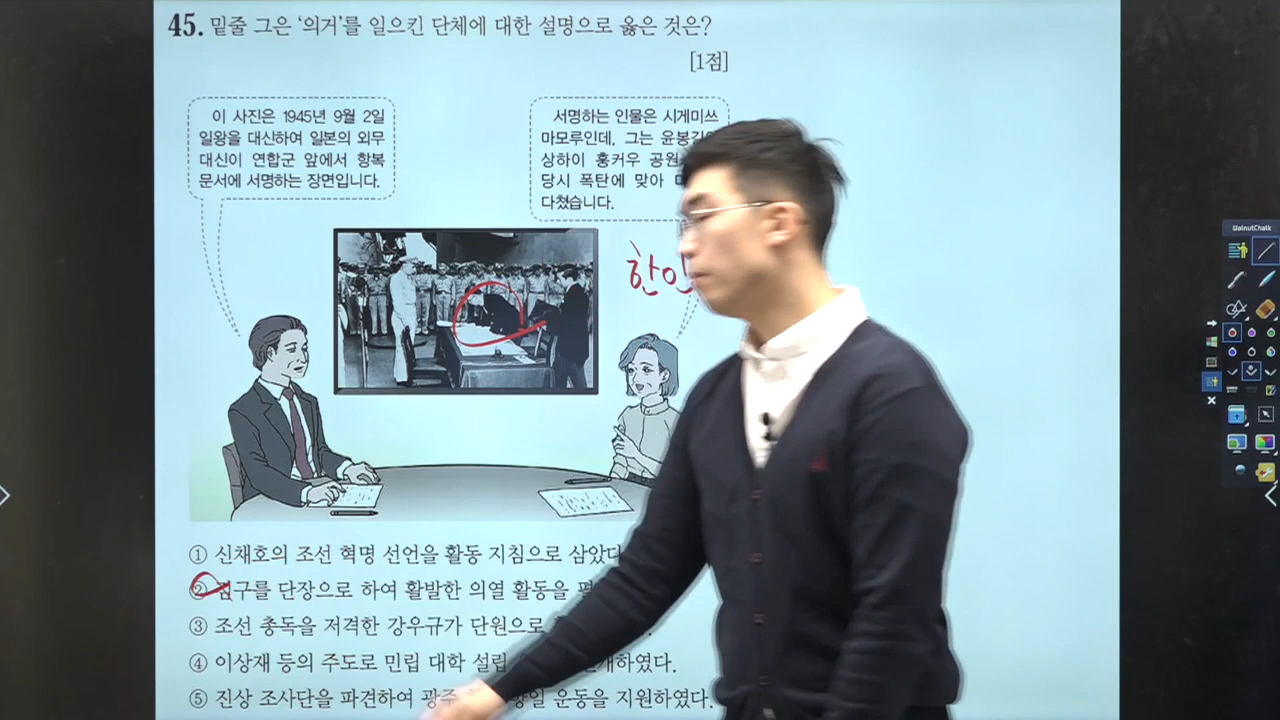 45. 밑줄 그은 '의거'를 일으킨 단체에 대한 설명으로 옳은 것은?
[1점]
이 사진은 1945년 9월 2일
일왕을 대신하여 일본의 외무
대신이 연합군 앞에서 항복
문서에 서명하는 장면입니다.
서명하는 인물은 시게미쓰
마모루인데, 그는 윤봉길
상하이 훙커우 공원
당시 폭탄에 맞아
다쳤습니다.
한인
① 신채호의 조선 혁명 선언을 활동 지침으로 삼았다
② 김구를 단장으로 하여 활발한 의열 활동을
③ 조선 총독을 저격한 강우규가 단원으로
④ 이상재 등의 주도로 민립 대학 설립 전개하였다.
⑤ 진상 조사단을 파견하여 광주 항일 운동을 지원하였다.
WalnutChalk